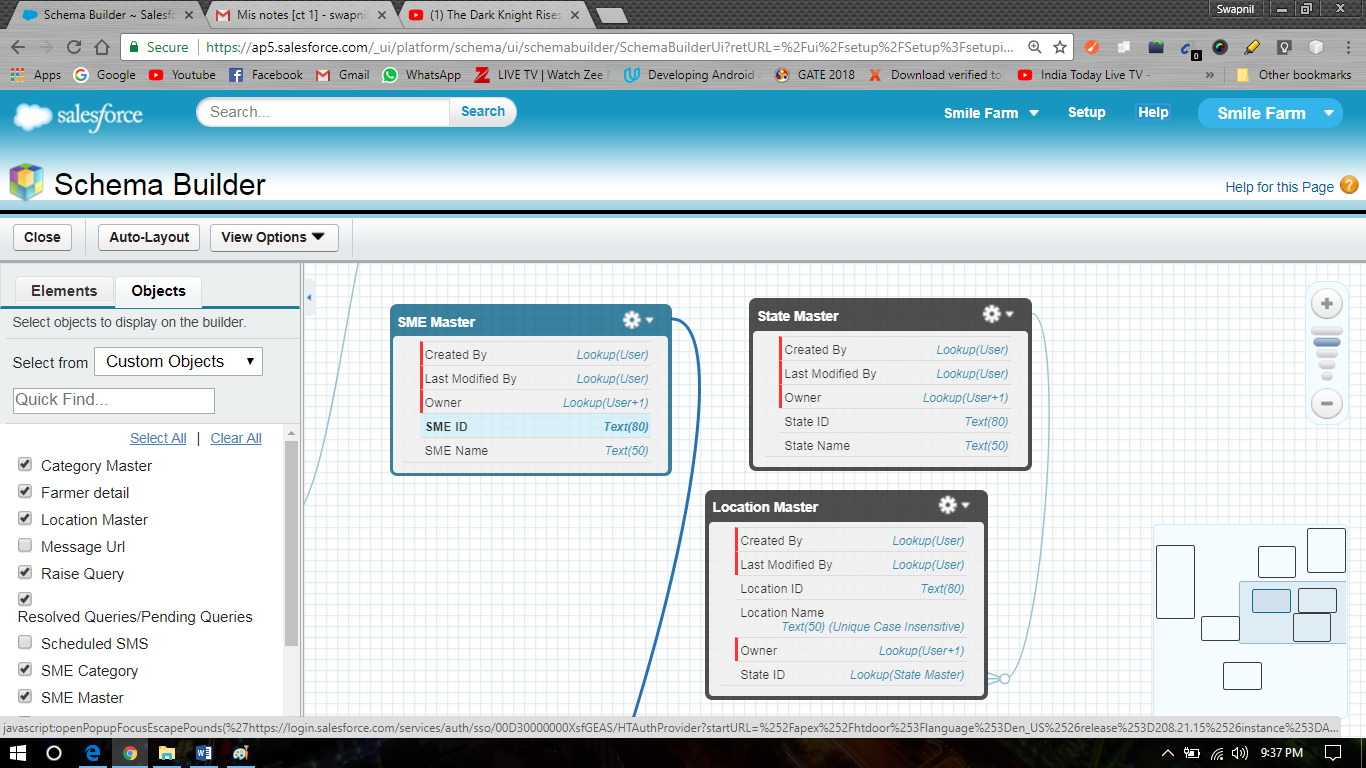 Schema Builder ~ Salesfo
Mis notes [ct 1] - swapnil
(1) The Dark Knight Rises
Swapnil
Secure
https://ap5.salesforce.com/_ui/platform/schema/ui/schemabuilder/SchemaBuilderUi?retURL=%2Fui%2Fsetup%2FSetup%3Fsetupi...
0
Apps
Google
Youtube
Facebook
Gmail
WhatsApp
LIVE TV | Watch Zee
Developing Android
GATE 2018
Download verified to
India Today Live TV -
»
Other bookmarks
salesforce
Search...
Search
Smile Farm
Setup
Help
Smile Farm
Schema Builder
Help for this Page ?
Close
Auto-Layout
View Options
Elements
Objects
Select objects to display on the builder.
Select from
Custom Objects
Quick Find...
Select All | Clear All
Category Master
Farmer detail
Location Master
Message Url
Raise Query
Resolved Queries/Pending Queries
Scheduled SMS
SME Category
SME Master
SME Master
Created By Lookup(User)
Last Modified By Lookup(User)
Owner Lookup(User+1)
SME ID Text(80)
SME Name Text(50)
State Master
Created By Lookup(User)
Last Modified By Lookup(User)
Owner Lookup(User+1)
State ID Text(80)
State Name Text(50)
Location Master
Created By Lookup(User)
Last Modified By Lookup(User)
Location ID Text(80)
Location Name
Text(50) (Unique Case Insensitive)
Owner Lookup(User+1)
State ID Lookup(State Master)
javascript:openPopupFocusEscapePounds(%27https://login.salesforce.com/services/auth/sso/00D30000000XsfGEAS/HTAuthProvider?startURL=%252Fapex%252Fhtdoor%253Flanguage%253Den_US%2526release%253D208.21.15%2526instance%253DA...
9:37 PM